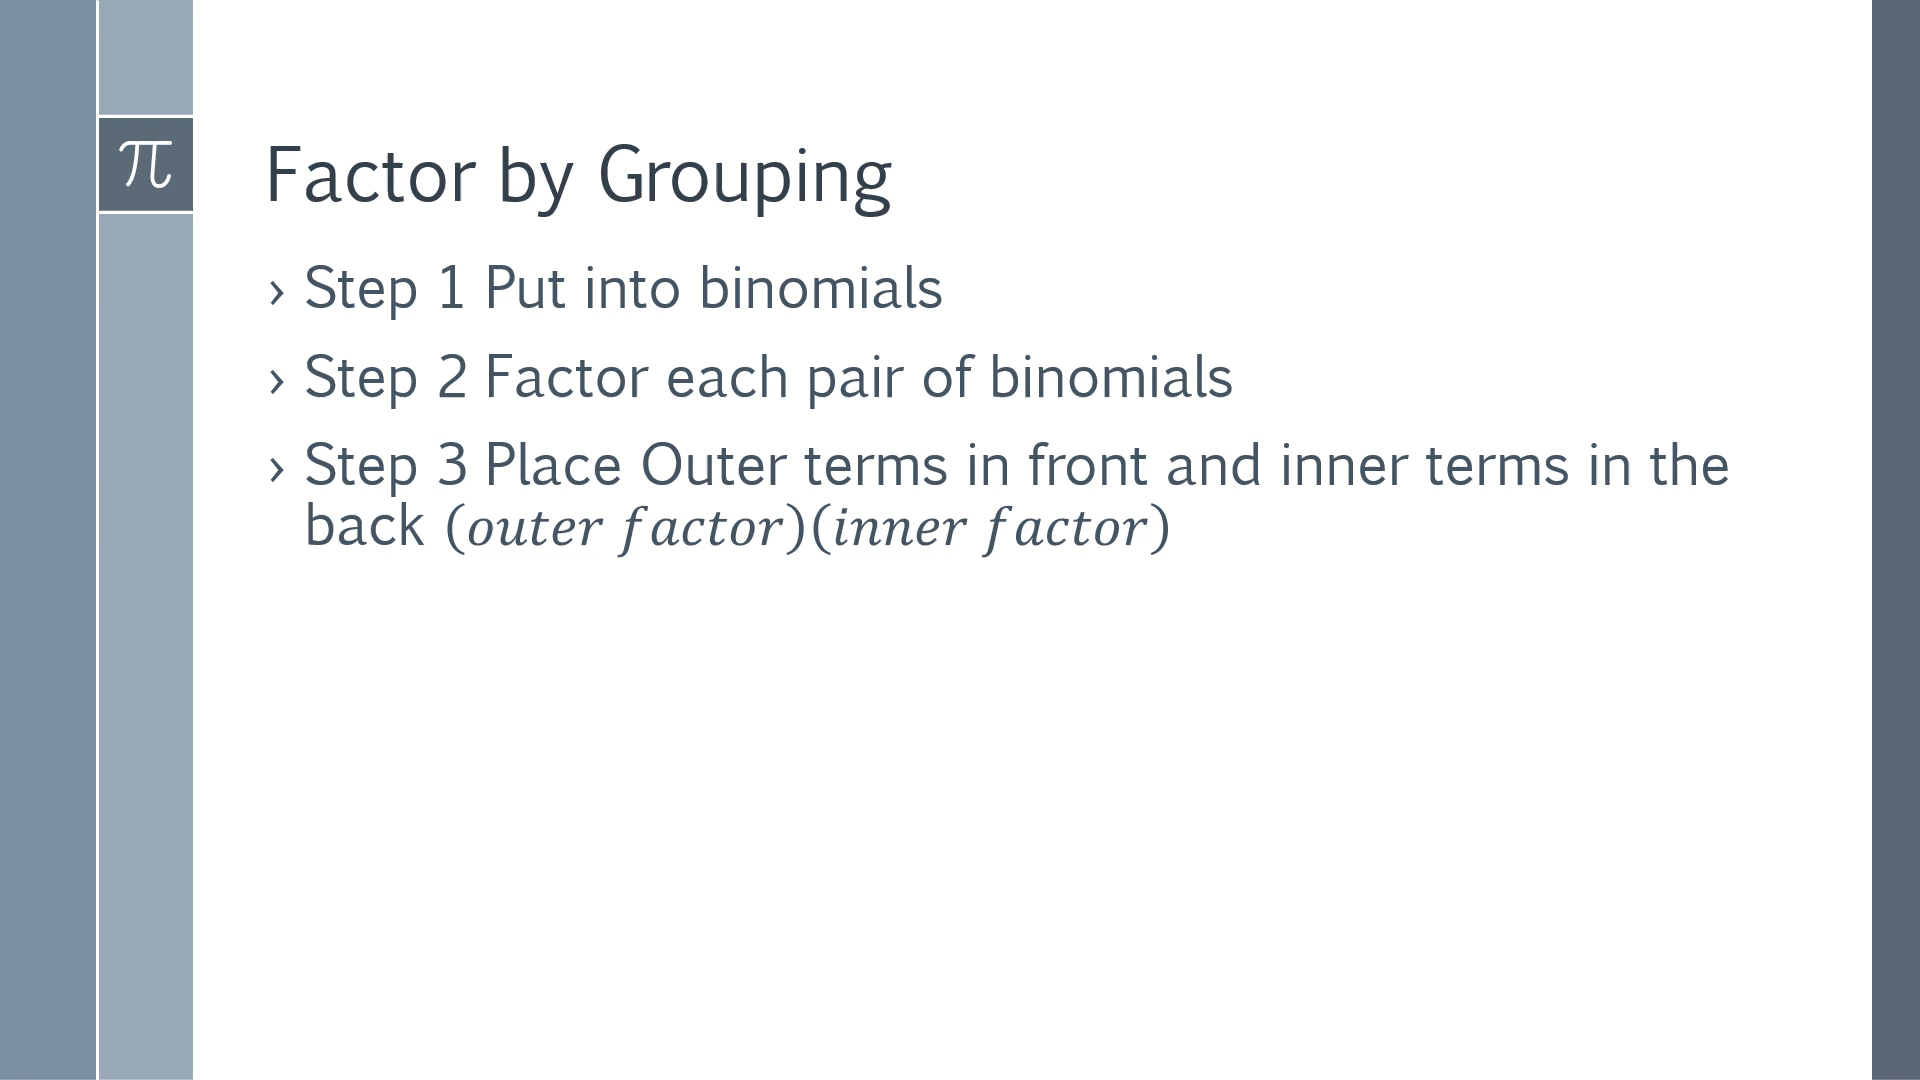 π
Factor by Grouping
› Step 1 Put into binomials
› Step 2 Factor each pair of binomials
› Step 3 Place Outer terms in front and inner terms in the
back (outer factor)(inner factor)